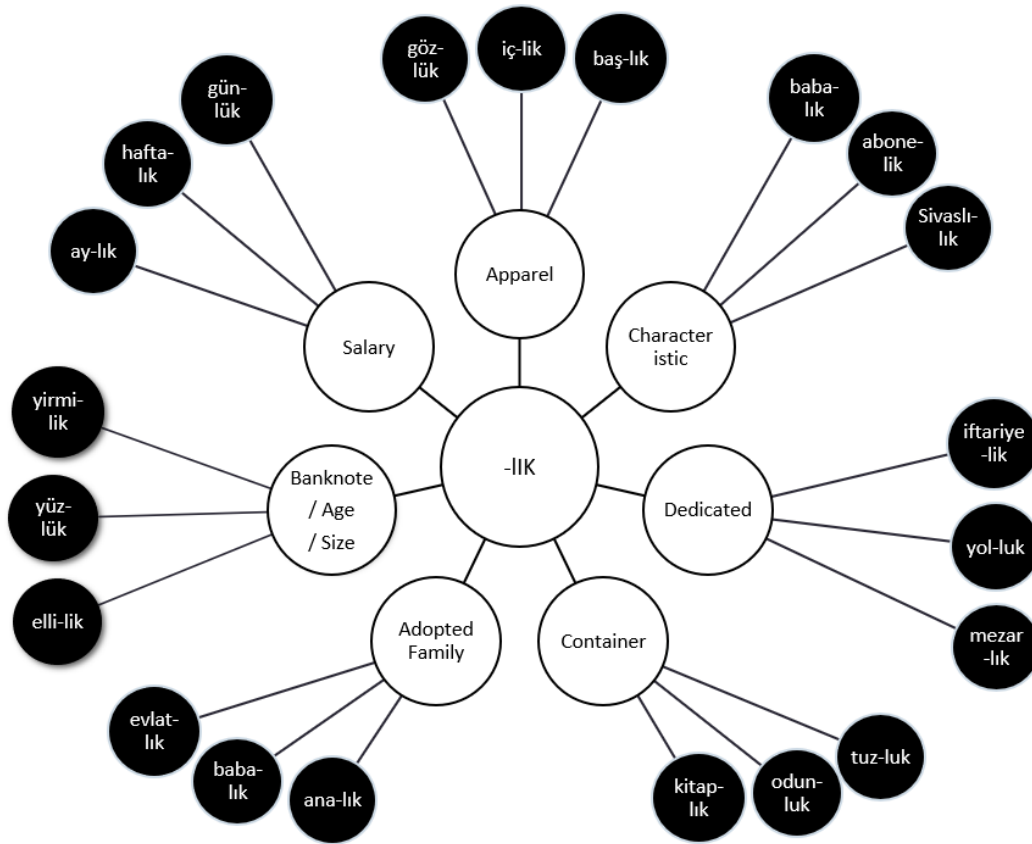 göz-
lük
iç-lik
baş-lık
gün-
lük
baba-
lık
hafta-
lık
abone-
lik
ay-lık
Sivaslı-
lık
Apparel
Salary
Character
istic
yirmi-
lik
iftariye
-lik
-lIK
Banknote
/ Age
/ Size
Dedicated
yüz-
lük
yol-luk
elli-lik
mezar
-lık
Adopted
Family
Container
evlat-
lık
baba-
lık
ana-lık
kitap-
lık
odun-
luk
tuz-luk